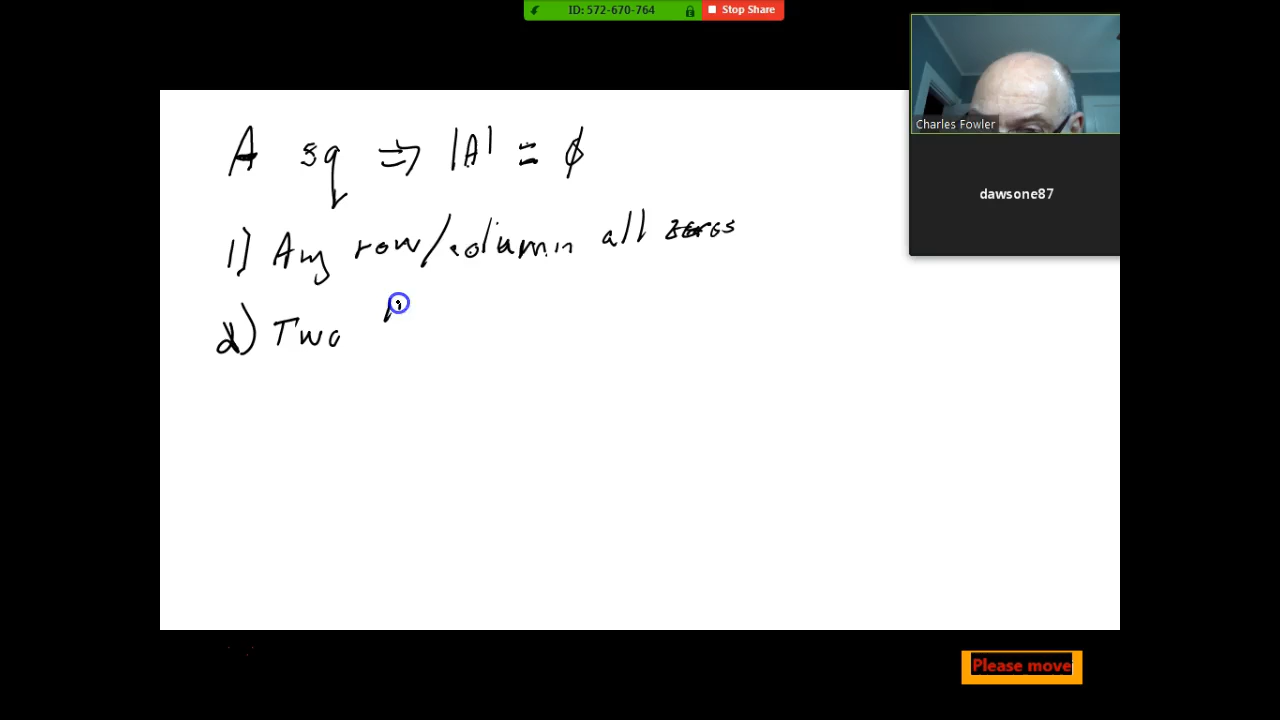 ID: 572-670-764 Stop Share
Charles Fowler
dawsone87
A sq ⇒ |A| = ϕ
1) Any row/column all zeros
2) Two
Please move